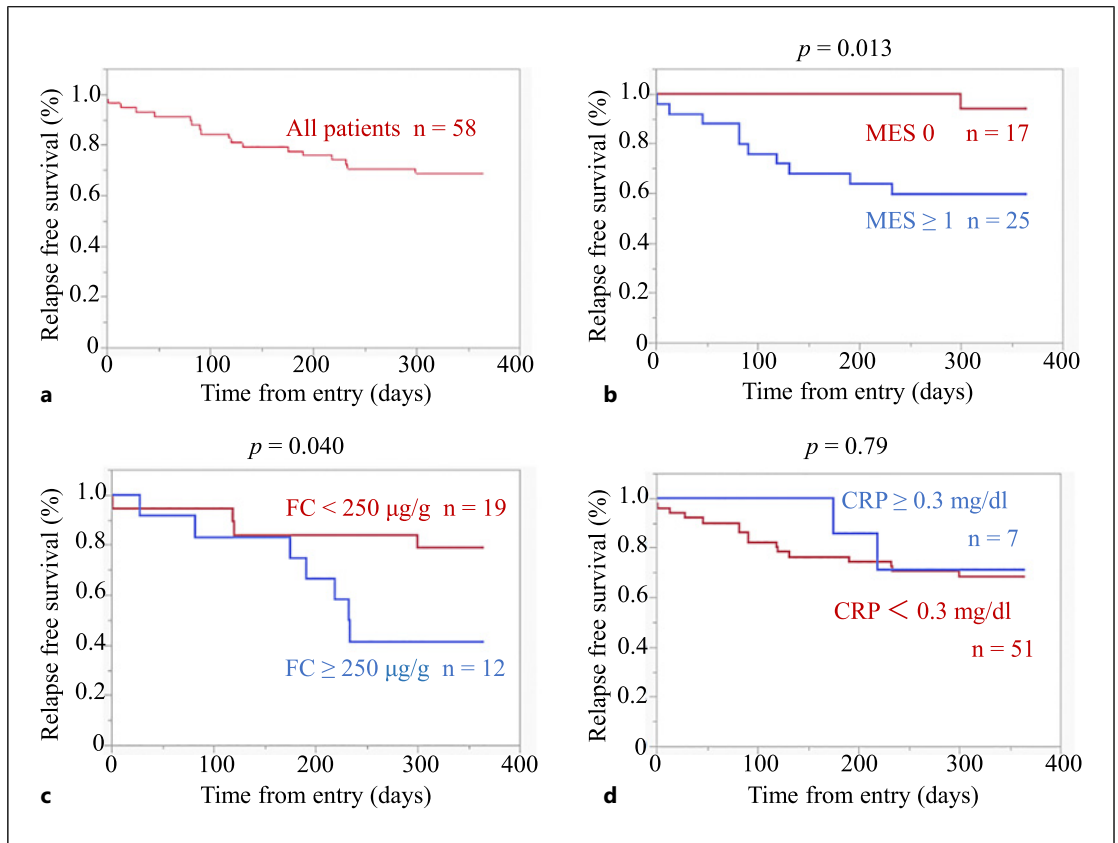 Relapse free survival (%)
1.0
0.8
0.6
0.4
0.2
0
All patients n = 58
0 100 200 300 400
Time from entry (days)
a
p = 0.013
Relapse free survival (%)
1.0
0.8
0.6
0.4
0.2
0
MES 0 n = 17
MES ≥ 1 n = 25
0 100 200 300 400
Time from entry (days)
b
p = 0.040
Relapse free survival (%)
1.0
0.8
0.6
0.4
0.2
0
FC < 250 μg/g n = 19
FC ≥ 250 μg/g n = 12
0 100 200 300 400
Time from entry (days)
c
p = 0.79
Relapse free survival (%)
1.0
0.8
0.6
0.4
0.2
0
CRP ≥ 0.3 mg/dl
n = 7
CRP < 0.3 mg/dl
n = 51
0 100 200 300 400
Time from entry (days)
d